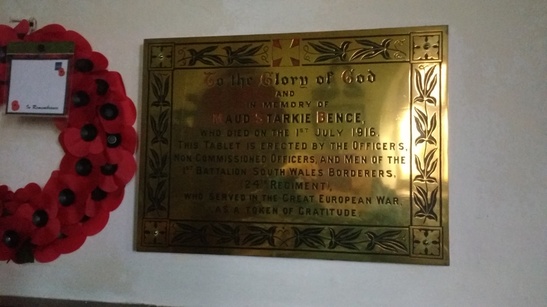 In Remembrance
To the Glory of God
AND
IN MEMORY OF
MAUD STARKIE BENCE,
WHO DIED ON THE 1ST JULY 1916.
THIS TABLET IS ERECTED BY THE OFFICERS,
NON COMMISSIONED OFFICERS, AND MEN OF THE
1ST BATTALION SOUTH WALES BORDERERS,
(24TH REGIMENT),
WHO SERVED IN THE GREAT EUROPEAN WAR,
AS A TOKEN OF GRATITUDE.